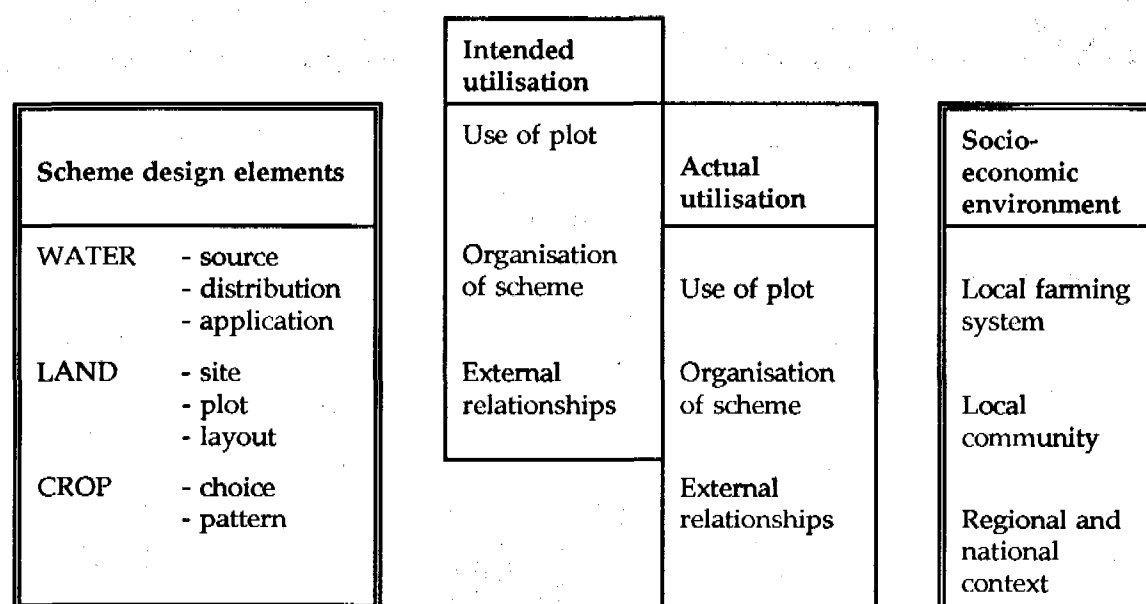 Scheme design elements
WATER - source
- distribution
- application
LAND - site
- plot
- layout
CROP - choice
- pattern
Intended
utilisation
Use of plot
Organisation
of scheme
External
relationships
Actual
utilisation
Use of plot
Organisation
of scheme
External
relationships
Socio-
economic
environment
Local farming
system
Local
community
Regional and
national
context